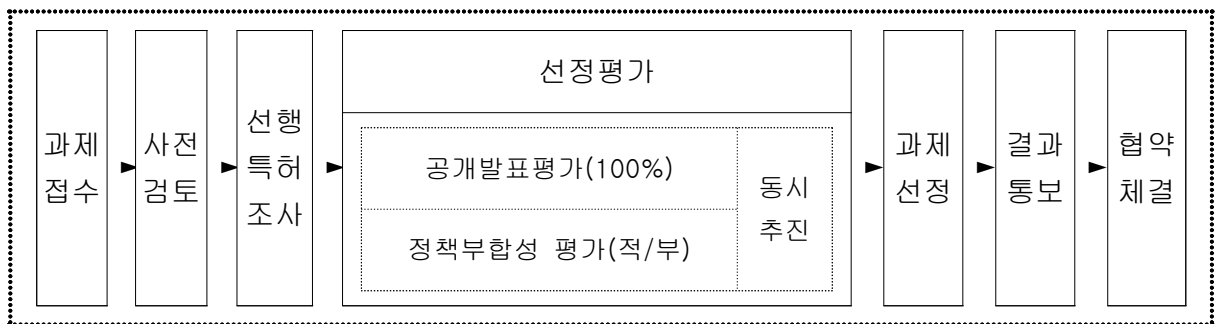 과제
접수
사전
검토
선행
특허
조사
선정평가
공개발표평가(100%)
정책부합성 평가(적/부)
동시
추진
과제
선정
결과
통보
협약
체결